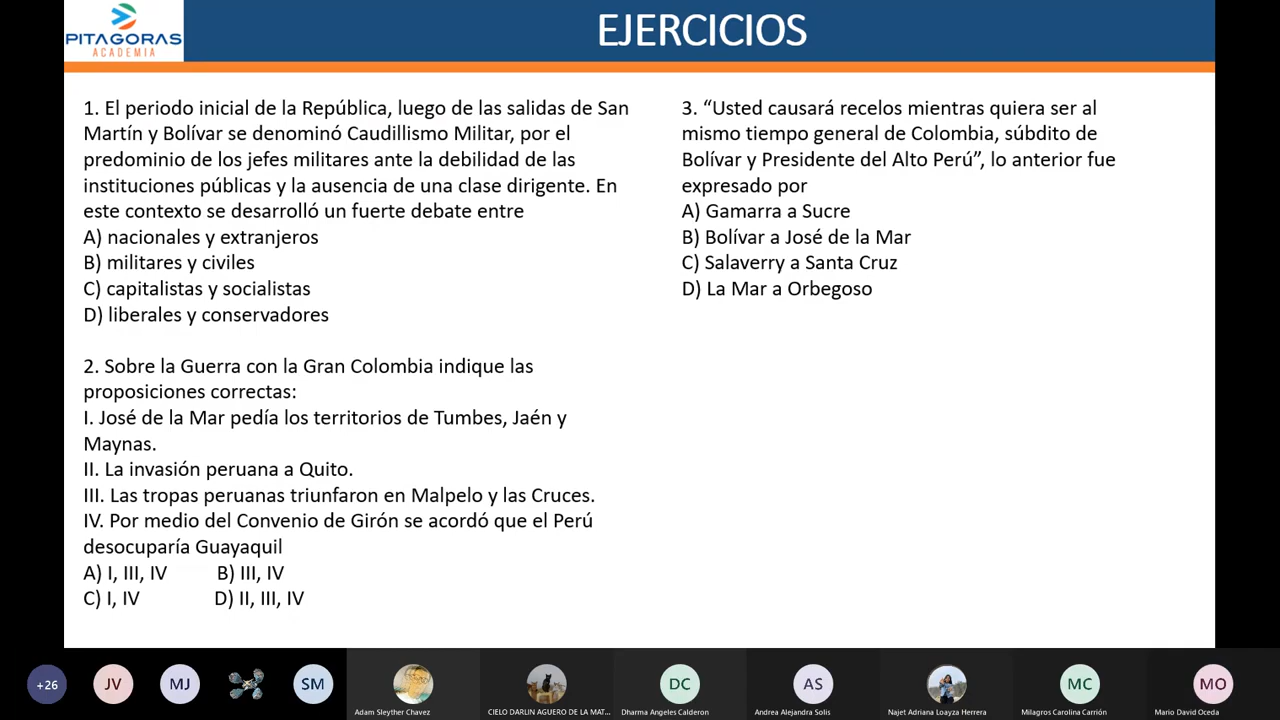 PITAGORAS
ACADEMIA
EJERCICIOS
1. El periodo inicial de la República, luego de las salidas de San
Martín y Bolívar se denominó Caudillismo Militar, por el
predominio de los jefes militares ante la debilidad de las
instituciones públicas y la ausencia de una clase dirigente. En
este contexto se desarrolló un fuerte debate entre
A) nacionales y extranjeros
B) militares y civiles
C) capitalistas y socialistas
D) liberales y conservadores
2. Sobre la Guerra con la Gran Colombia indique las
proposiciones correctas:
I. José de la Mar pedía los territorios de Tumbes, Jaén y
Maynas.
II. La invasión peruana a Quito.
III. Las tropas peruanas triunfaron en Malpelo y las Cruces.
IV. Por medio del Convenio de Girón se acordó que el Perú
desocuparía Guayaquil
A) I, III, IV B) III, IV
C) I, IV D) II, III, IV
3. “Usted causará recelos mientras quiera ser al
mismo tiempo general de Colombia, súbdito de
Bolívar y Presidente del Alto Perú”, lo anterior fue
expresado por
A) Gamarra a Sucre
B) Bolívar a José de la Mar
C) Salaverry a Santa Cruz
D) La Mar a Orbegoso
+26 JV MJ SM DC AS MC MO
Adam Sleyther Chavez CIELO DARLIN AGUERO DE LA MAT... Dharma Angeles Calderon Andrea Alejandra Solis Najet Adriana Loayza Herrera Milagros Carolina Carrión Mario David Oceda